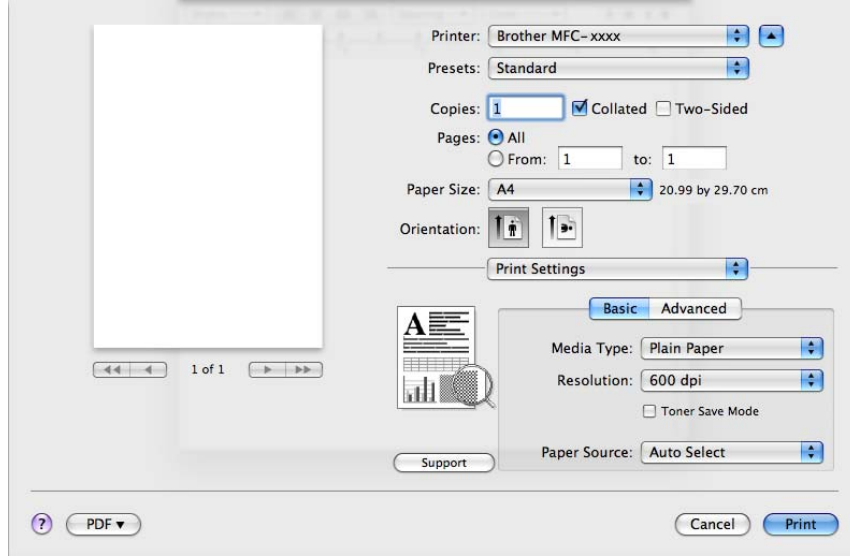 Printer: Brother MFC-xxxx
Presets: Standard
Copies: 1 Collated Two-Sided
Pages: All
From: 1 to: 1
Paper Size: A4 20.99 by 29.70 cm
Orientation:
Print Settings
Basic Advanced
A
Media Type: Plain Paper
1 of 1
Resolution: 600 dpi
Toner Save Mode
Paper Source: Auto Select
Support
? PDF▼ Cancel Print